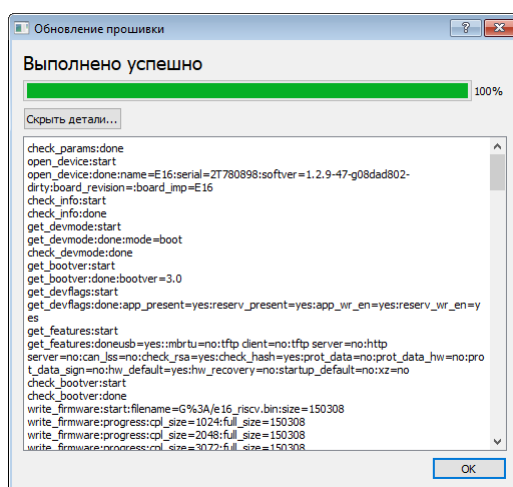 Обновление прошивки
Выполнено успешно
100%
Скрыть детали...
check_params:done
open_device:start
open_device:done:name=E16:serial=2T780898:softver=1.2.9-47-g08dad802-
dirty:board_revision=:board_imp=E16
check_info:start
check_info:done
get_devmode:start
get_devmode:done:mode=boot
check_devmode:done
get_bootver:start
get_bootver:done:bootver=3.0
get_devflags:start
get_devflags:done:app_present=yes:reserv_present=yes:app_wr_en=yes:reserv_wr_en=y
es
get_features:start
get_features:doneusb=yes::mbrtu=no:tftp client=no:tftp server=no:http
server=no:can_lss=no:check_rsa=yes:check_hash=yes:prot_data=no:prot_data_hw=no:pro
t_data_sign=no:hw_default=yes:hw_recovery=no:startup_default=no:xz=no
check_bootver:start
check_bootver:done
write_firmware:start:filename=G%3A/e16_riscv.bin:size=150308
write_firmware:progress:cpl_size=1024:full_size=150308
write_firmware:progress:cpl_size=2048:full_size=150308
write_firmware:progress:cpl_size=3072:full_size=150308
OK